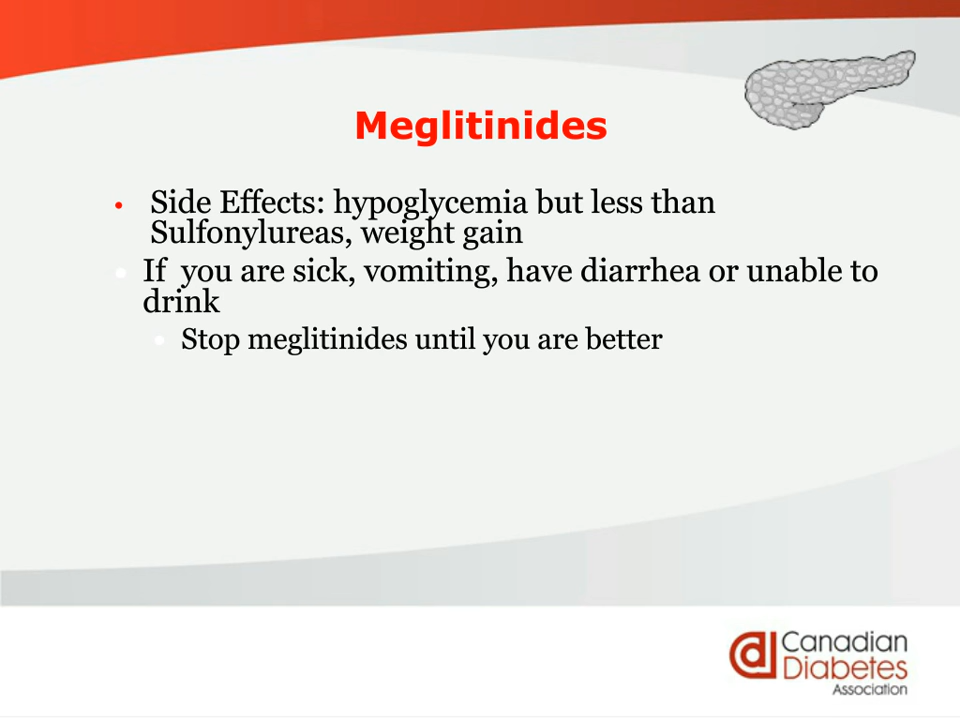 Meglitinides
• Side Effects: hypoglycemia but less than
Sulfonylureas, weight gain
• If you are sick, vomiting, have diarrhea or unable to
drink
• Stop meglitinides until you are better
Canadian
Diabetes
Association